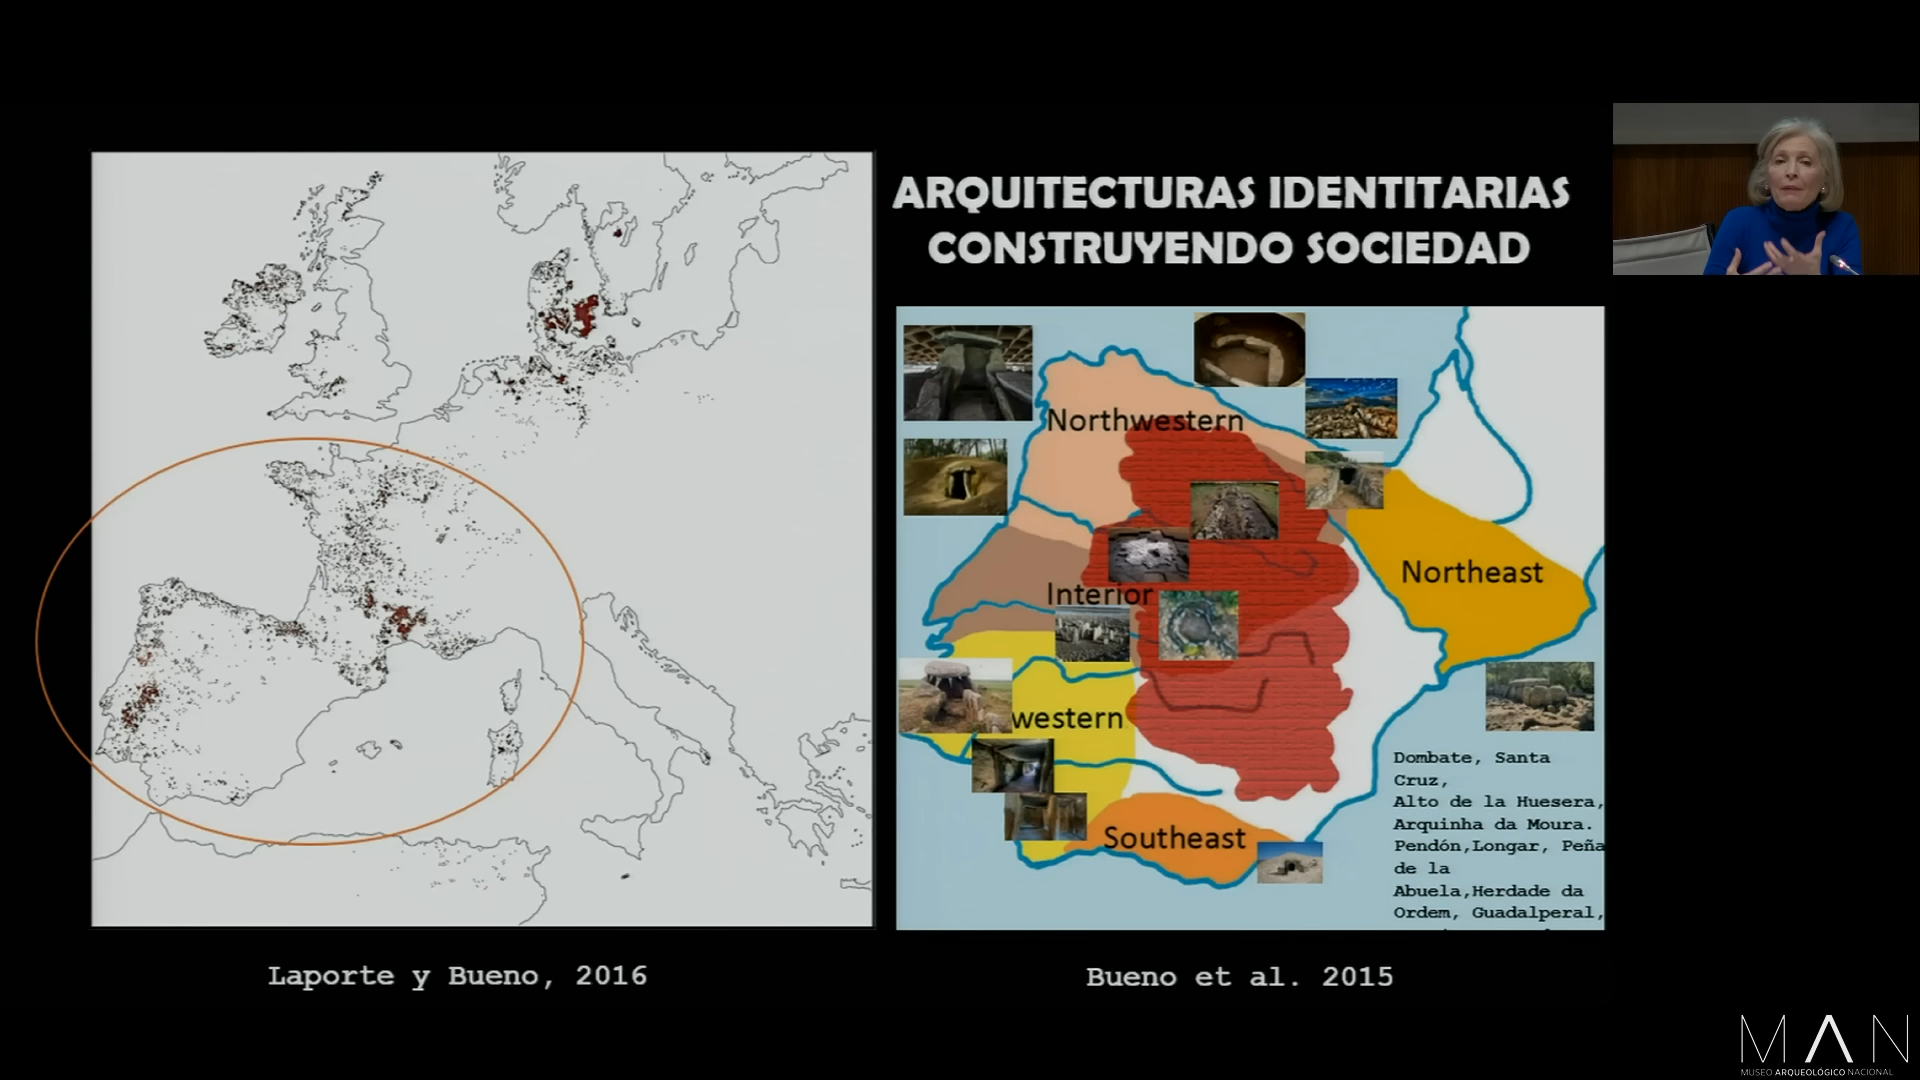 ARQUITECTURAS IDENTITARIAS
CONSTRUYENDO SOCIEDAD
Northwestern
Northeast
Interior
western
Southeast
Dombate, Santa
Cruz,
Alto de la Huesera,
Arquinha da Moura.
Pendón,Longar, Peña
de la
Abuela,Herdade da
Ordem, Guadalperal,
Laporte y Bueno, 2016
Bueno et al. 2015
MAN
MUSEO ARQUEOLÓGICO NACIONAL